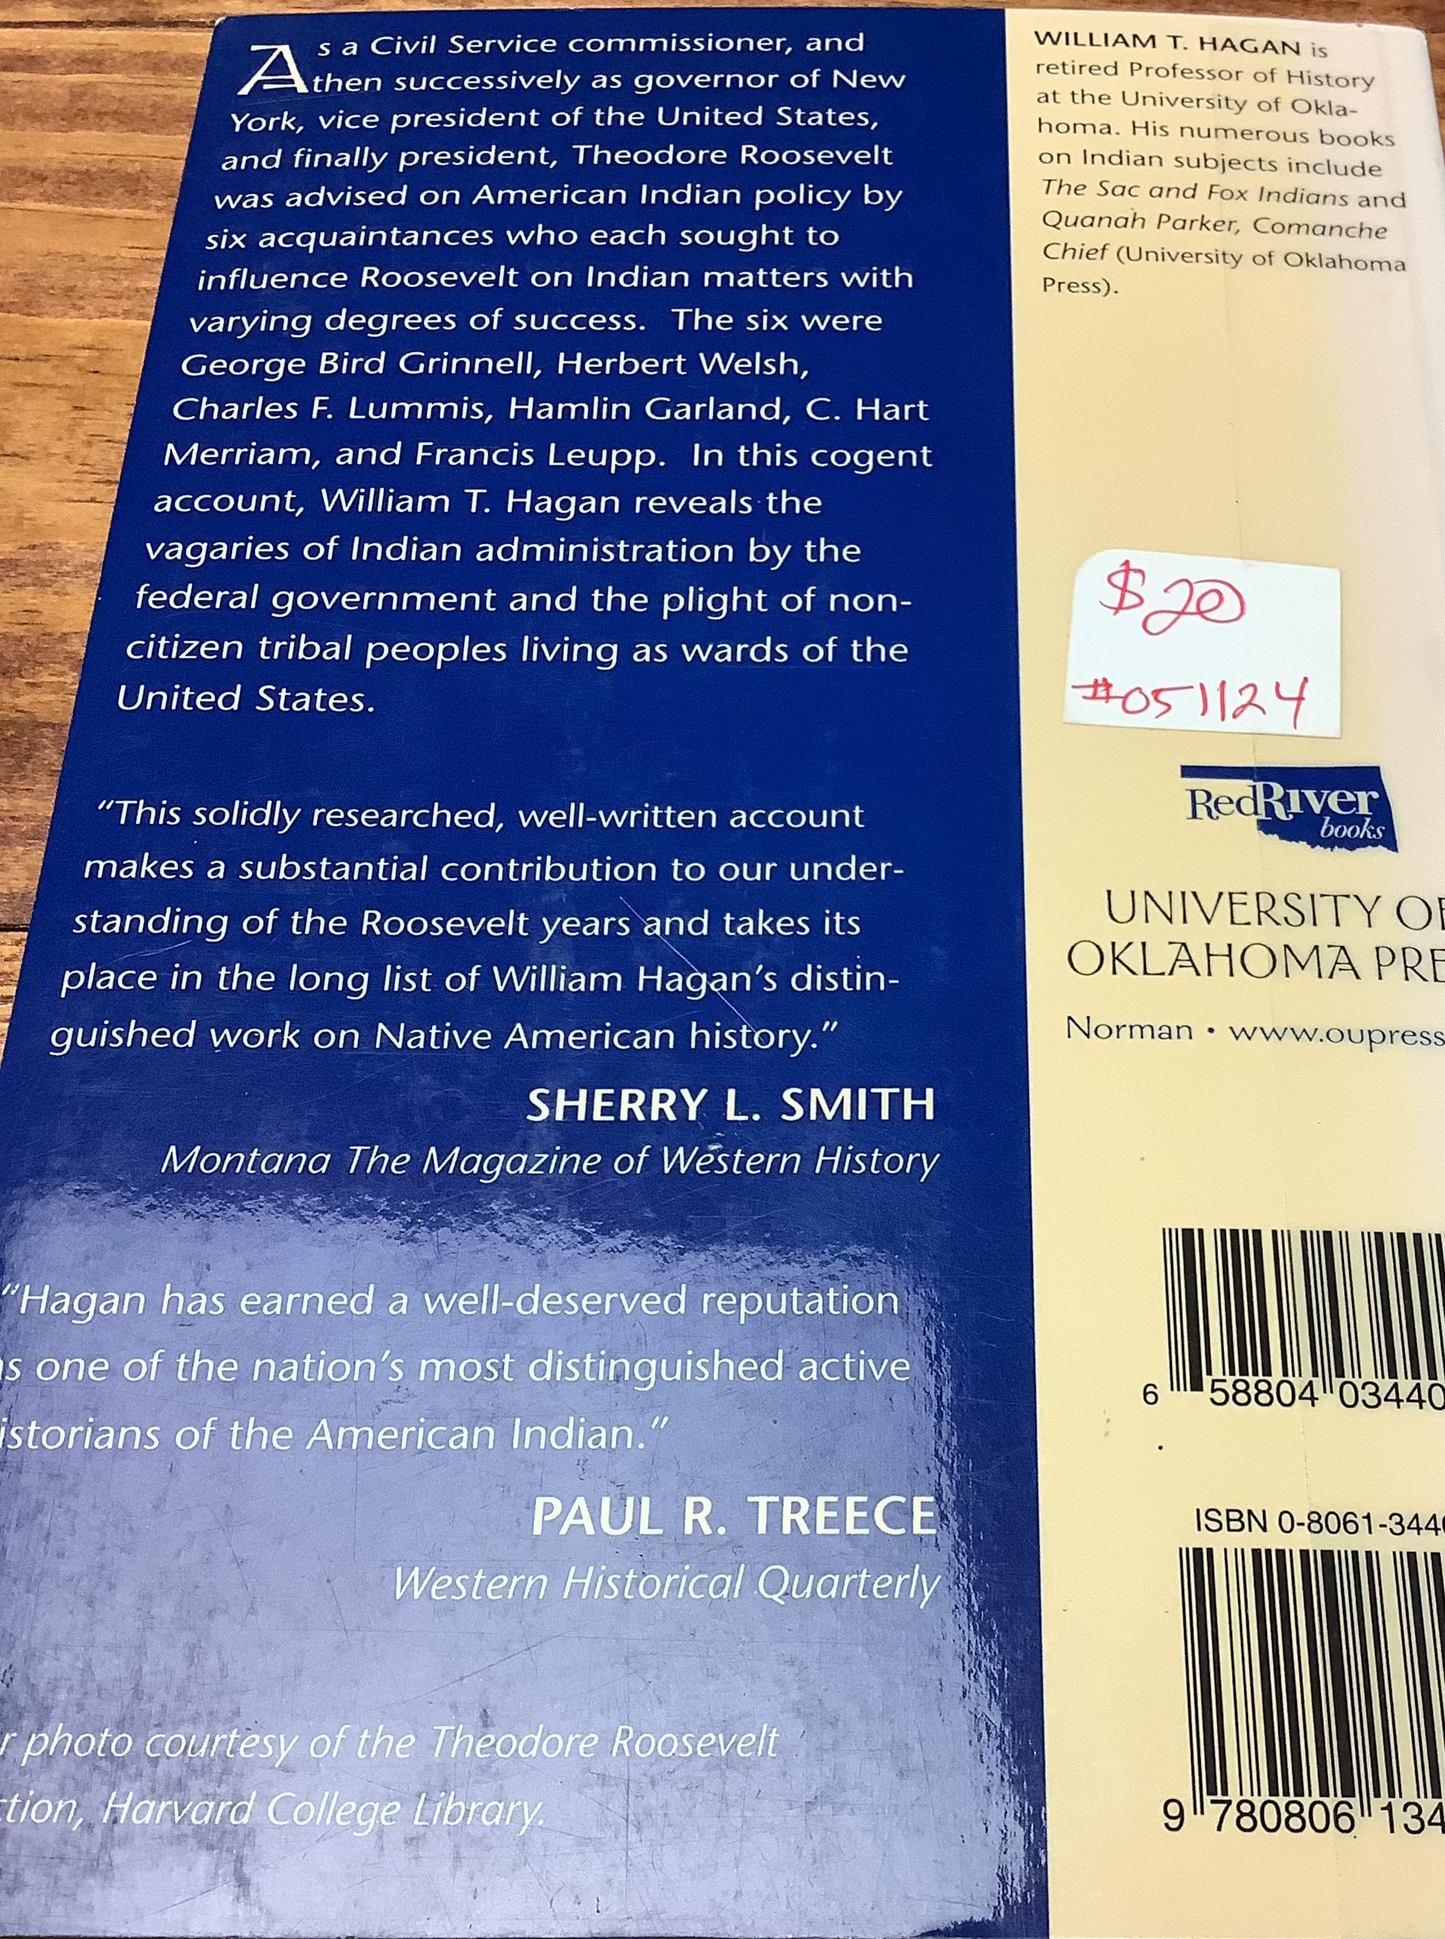 As a Civil Service commissioner, and
then successively as governor of New
York, vice president of the United States,
and finally president, Theodore Roosevelt
was advised on American Indian policy by
six acquaintances who each sought to
influence Roosevelt on Indian matters with
varying degrees of success. The six were
George Bird Grinnell, Herbert Welsh,
Charles F. Lummis, Hamlin Garland, C. Hart
Merriam, and Francis Leupp. In this cogent
account, William T. Hagan reveals the
vagaries of Indian administration by the
federal government and the plight of non-
citizen tribal peoples living as wards of the
United States.
"This solidly researched, well-written account
makes a substantial contribution to our under-
standing of the Roosevelt years and takes its
place in the long list of William Hagan's distin-
guished work on Native American history."
SHERRY L. SMITH
Montana The Magazine of Western History
"Hagan has earned a well-deserved reputation
s one of the nation's most distinguished active
istorians of the American Indian."
PAUL R. TREECE
Western Historical Quarterly
r photo courtesy of the Theodore Roosevelt
ction, Harvard College Library.
WILLIAM T. HAGAN is
retired Professor of History
at the University of Okla-
homa. His numerous books
on Indian subjects include
The Sac and Fox Indians and
Quanah Parker, Comanche
Chief (University of Oklahoma
Press).
$20
#051124
RedRiver
books
UNIVERSITY OF
OKLAHOMA PRE
Norman • www.oupress
6 58804 03440
ISBN 0-8061-344
9 780806 134